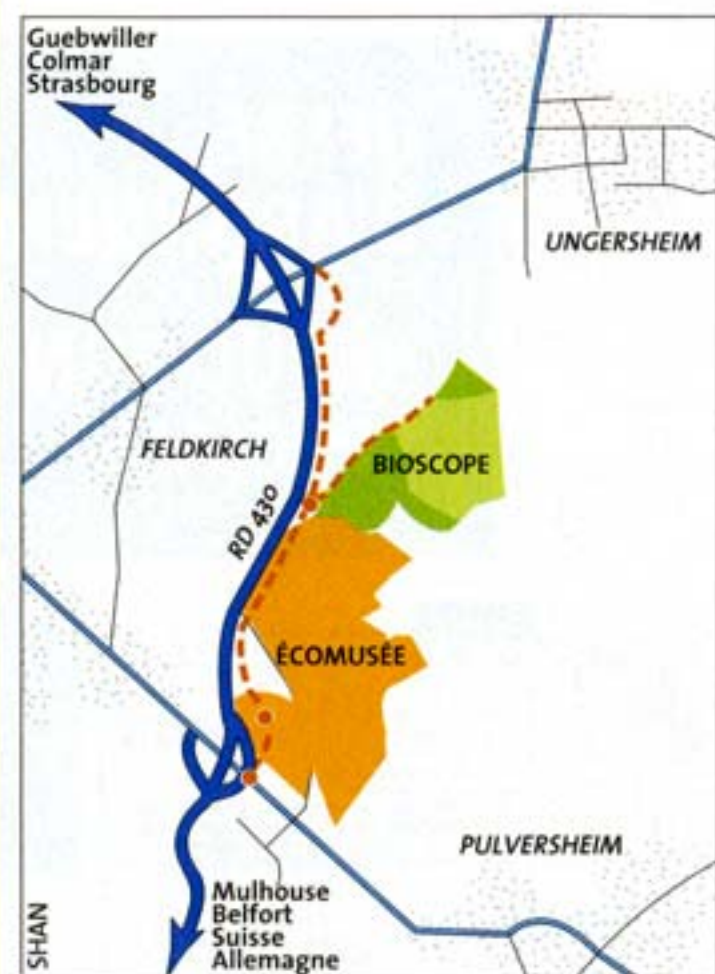 Guebwiller
Colmar
Strasbourg
UNGERSHEIM
FELDKIRCH
BIOSCOPE
RD 430
ÉCOMUSÉE
PULVERSHEIM
Mulhouse
Belfort
Suisse
Allemagne
SHAN